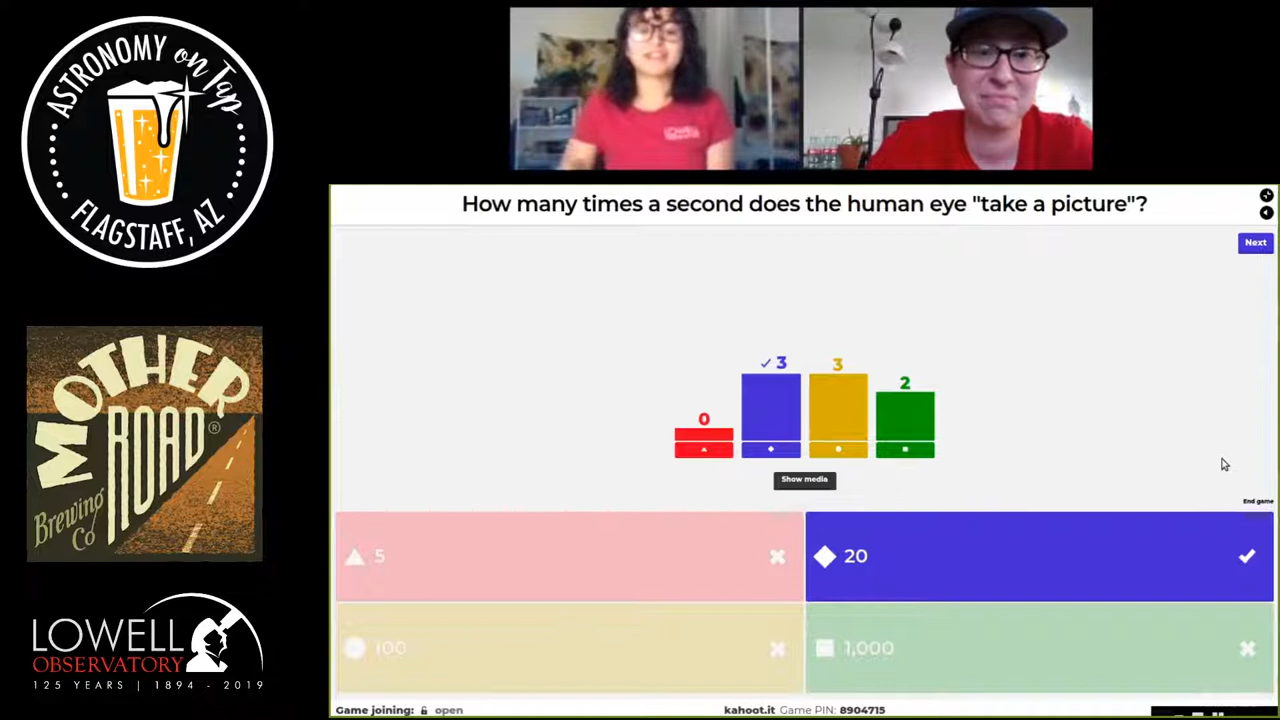 ASTRONOMY on Tap
FLAGSTAFF, AZ
MOTHER
ROAD®
Brewing
Co
LOWELL
OBSERVATORY
125 YEARS | 1894 - 2019
LOWELL
How many times a second does the human eye "take a picture"?
Next
3
3
2
0
Show media
End game
5
20
100
1,000
Game joining: open
kahoot.it Game PIN: 8904715